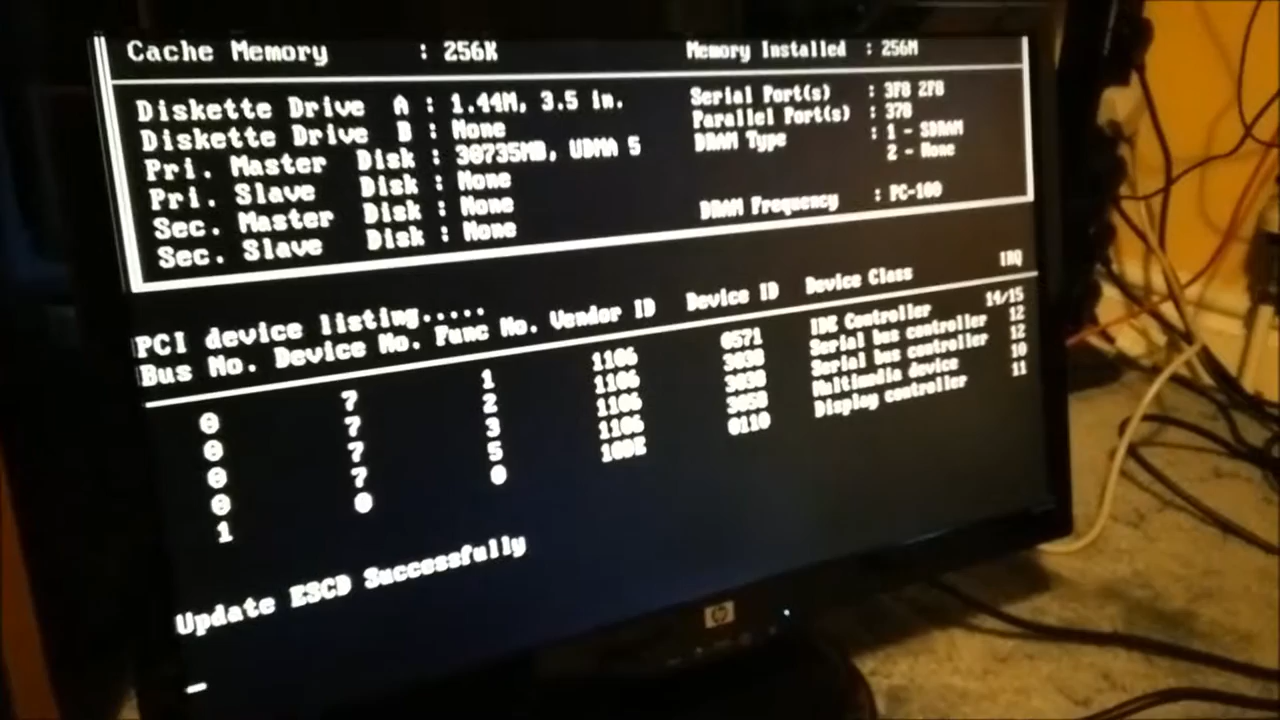 Cache Memory : 256K Memory Installed : 256M
Diskette Drive A : 1.44M, 3.5 in. Serial Port(s) : 3F8 2F8
Diskette Drive B : None Parallel Port(s) : 378
Pri. Master Disk : 30735MB, UDMA 5 DRAM Type : 1 - SDRAM
Pri. Slave Disk : None 2 - None
Sec. Master Disk : None
Sec. Slave Disk : None DRAM Frequency : PC-100
PCI device listing.....
Bus No. Device No. Func No. Vendor ID Device ID Device Class IRQ
0 7 1 1106 0571 IDE Controller 14/15
0 7 2 1106 3038 Serial bus controller 12
0 7 3 1106 3038 Serial bus controller 12
0 7 5 1106 3058 Multimedia device 10
1 0 0 10DE 0110 Display controller 11
Update ESCD Successfully
hp